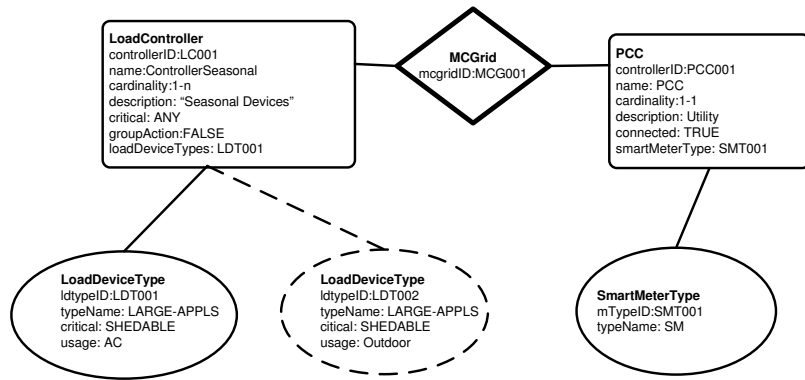 LoadController
controllerID:LC001
name:ControllerSeasonal
cardinality:1-n
description: “Seasonal Devices”
critical: ANY
groupAction:FALSE
loadDeviceTypes: LDT001
MCGrid
mcgridID:MCG001
PCC
controllerID:PCC001
name: PCC
cardinality:1-1
description: Utility
connected: TRUE
smartMeterType: SMT001
LoadDeviceType
ldtypeID:LDT001
typeName: LARGE-APPLS
critical: SHEDABLE
usage: AC
LoadDeviceType
ldtypeID:LDT002
typeName: LARGE-APPLS
citical: SHEDABLE
usage: Outdoor
SmartMeterType
mTypeID:SMT001
typeName: SM